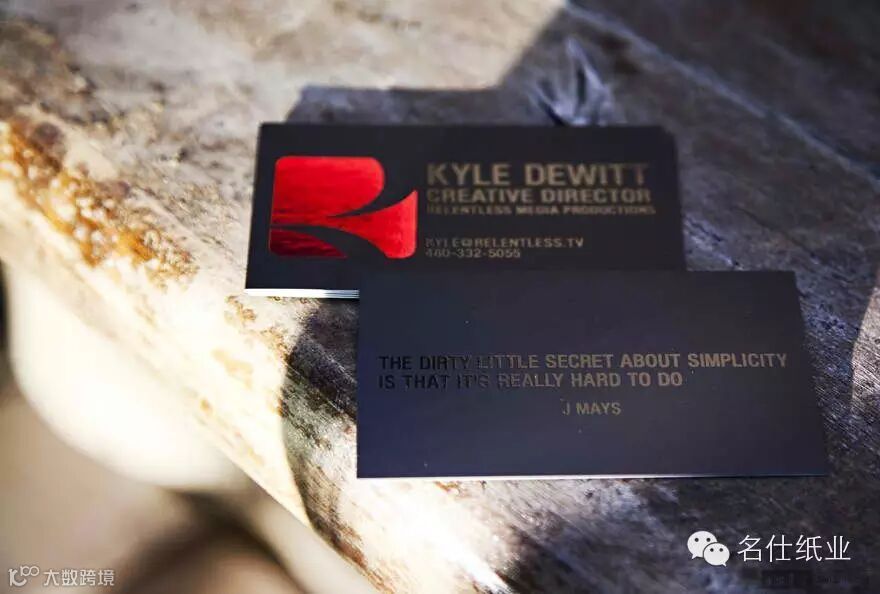 KYLE DEWITT
CREATIVE DIRECTOR
RELENTLESS MEDIA PRODUCTIONS
KYLE@RELENTLESS.TV
460-332-5055
THE DIRTY LITTLE SECRET ABOUT SIMPLICITY
IS THAT IT'S REALLY HARD TO DO
J MAYS
名仕纸业
大数跨境